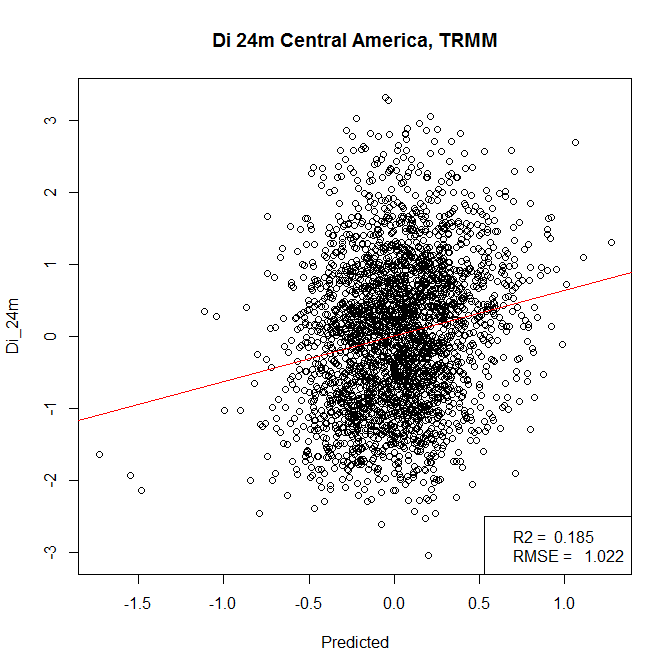 Di 24m Central America, TRMM
Di_24m
3
2
1
0
-1
-2
-3
R2 = 0.185
RMSE = 1.022
-1.5 -1.0 -0.5 0.0 0.5 1.0
Predicted